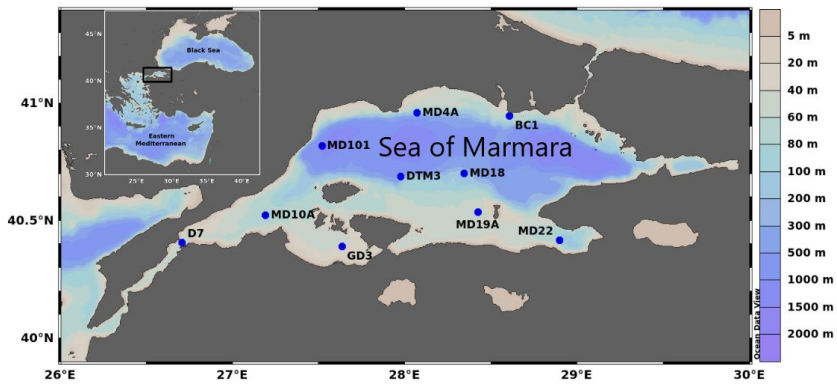 45°N
40°N
35°N
30°N
25°E
30°E
35°E
40°E
Black Sea
Eastern
Mediterranean
41°N
40.5°N
40°N
26°E
27°E
28°E
29°E
30°E
MD4A
BC1
MD101
Sea of Marmara
DTM3
MD18
MD10A
MD19A
D7
GD3
MD22
5 m
20 m
40 m
60 m
80 m
100 m
200 m
300 m
500 m
1000 m
1500 m
2000 m
Ocean Data View